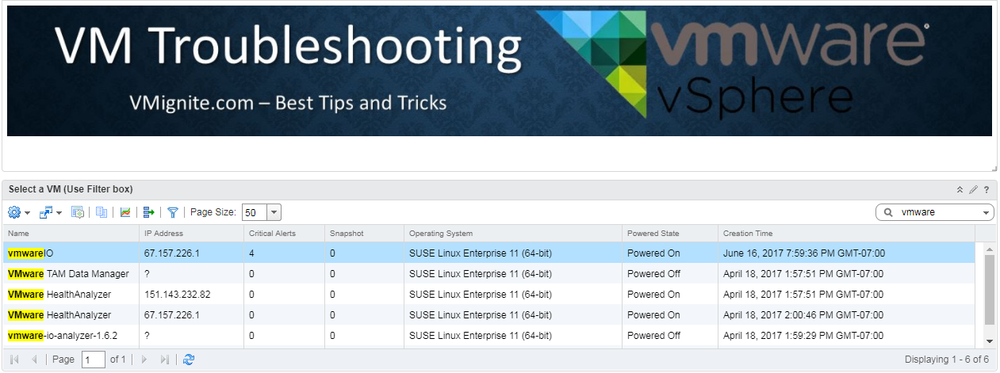 VM Troubleshooting
VMignite.com – Best Tips and Tricks
vmware®
vSphere
Select a VM (Use Filter box)
?
Page Size: 50
vmware
Name IP Address Critical Alerts Snapshot Operating System Powered State Creation Time
vmwareIO 67.157.226.1 4 0 SUSE Linux Enterprise 11 (64-bit) Powered On June 16, 2017 7:59:36 PM GMT-07:00
VMware TAM Data Manager ? 0 0 SUSE Linux Enterprise 11 (64-bit) Powered Off April 18, 2017 1:57:51 PM GMT-07:00
VMware HealthAnalyzer 151.143.232.82 0 0 SUSE Linux Enterprise 11 (64-bit) Powered On April 18, 2017 1:57:51 PM GMT-07:00
VMware HealthAnalyzer 67.157.226.1 0 0 SUSE Linux Enterprise 11 (64-bit) Powered On April 18, 2017 2:00:46 PM GMT-07:00
vmware-io-analyzer-1.6.2 ? 0 0 SUSE Linux Enterprise 11 (64-bit) Powered Off April 18, 2017 1:59:29 PM GMT-07:00
Page 1 of 1 Displaying 1 - 6 of 6